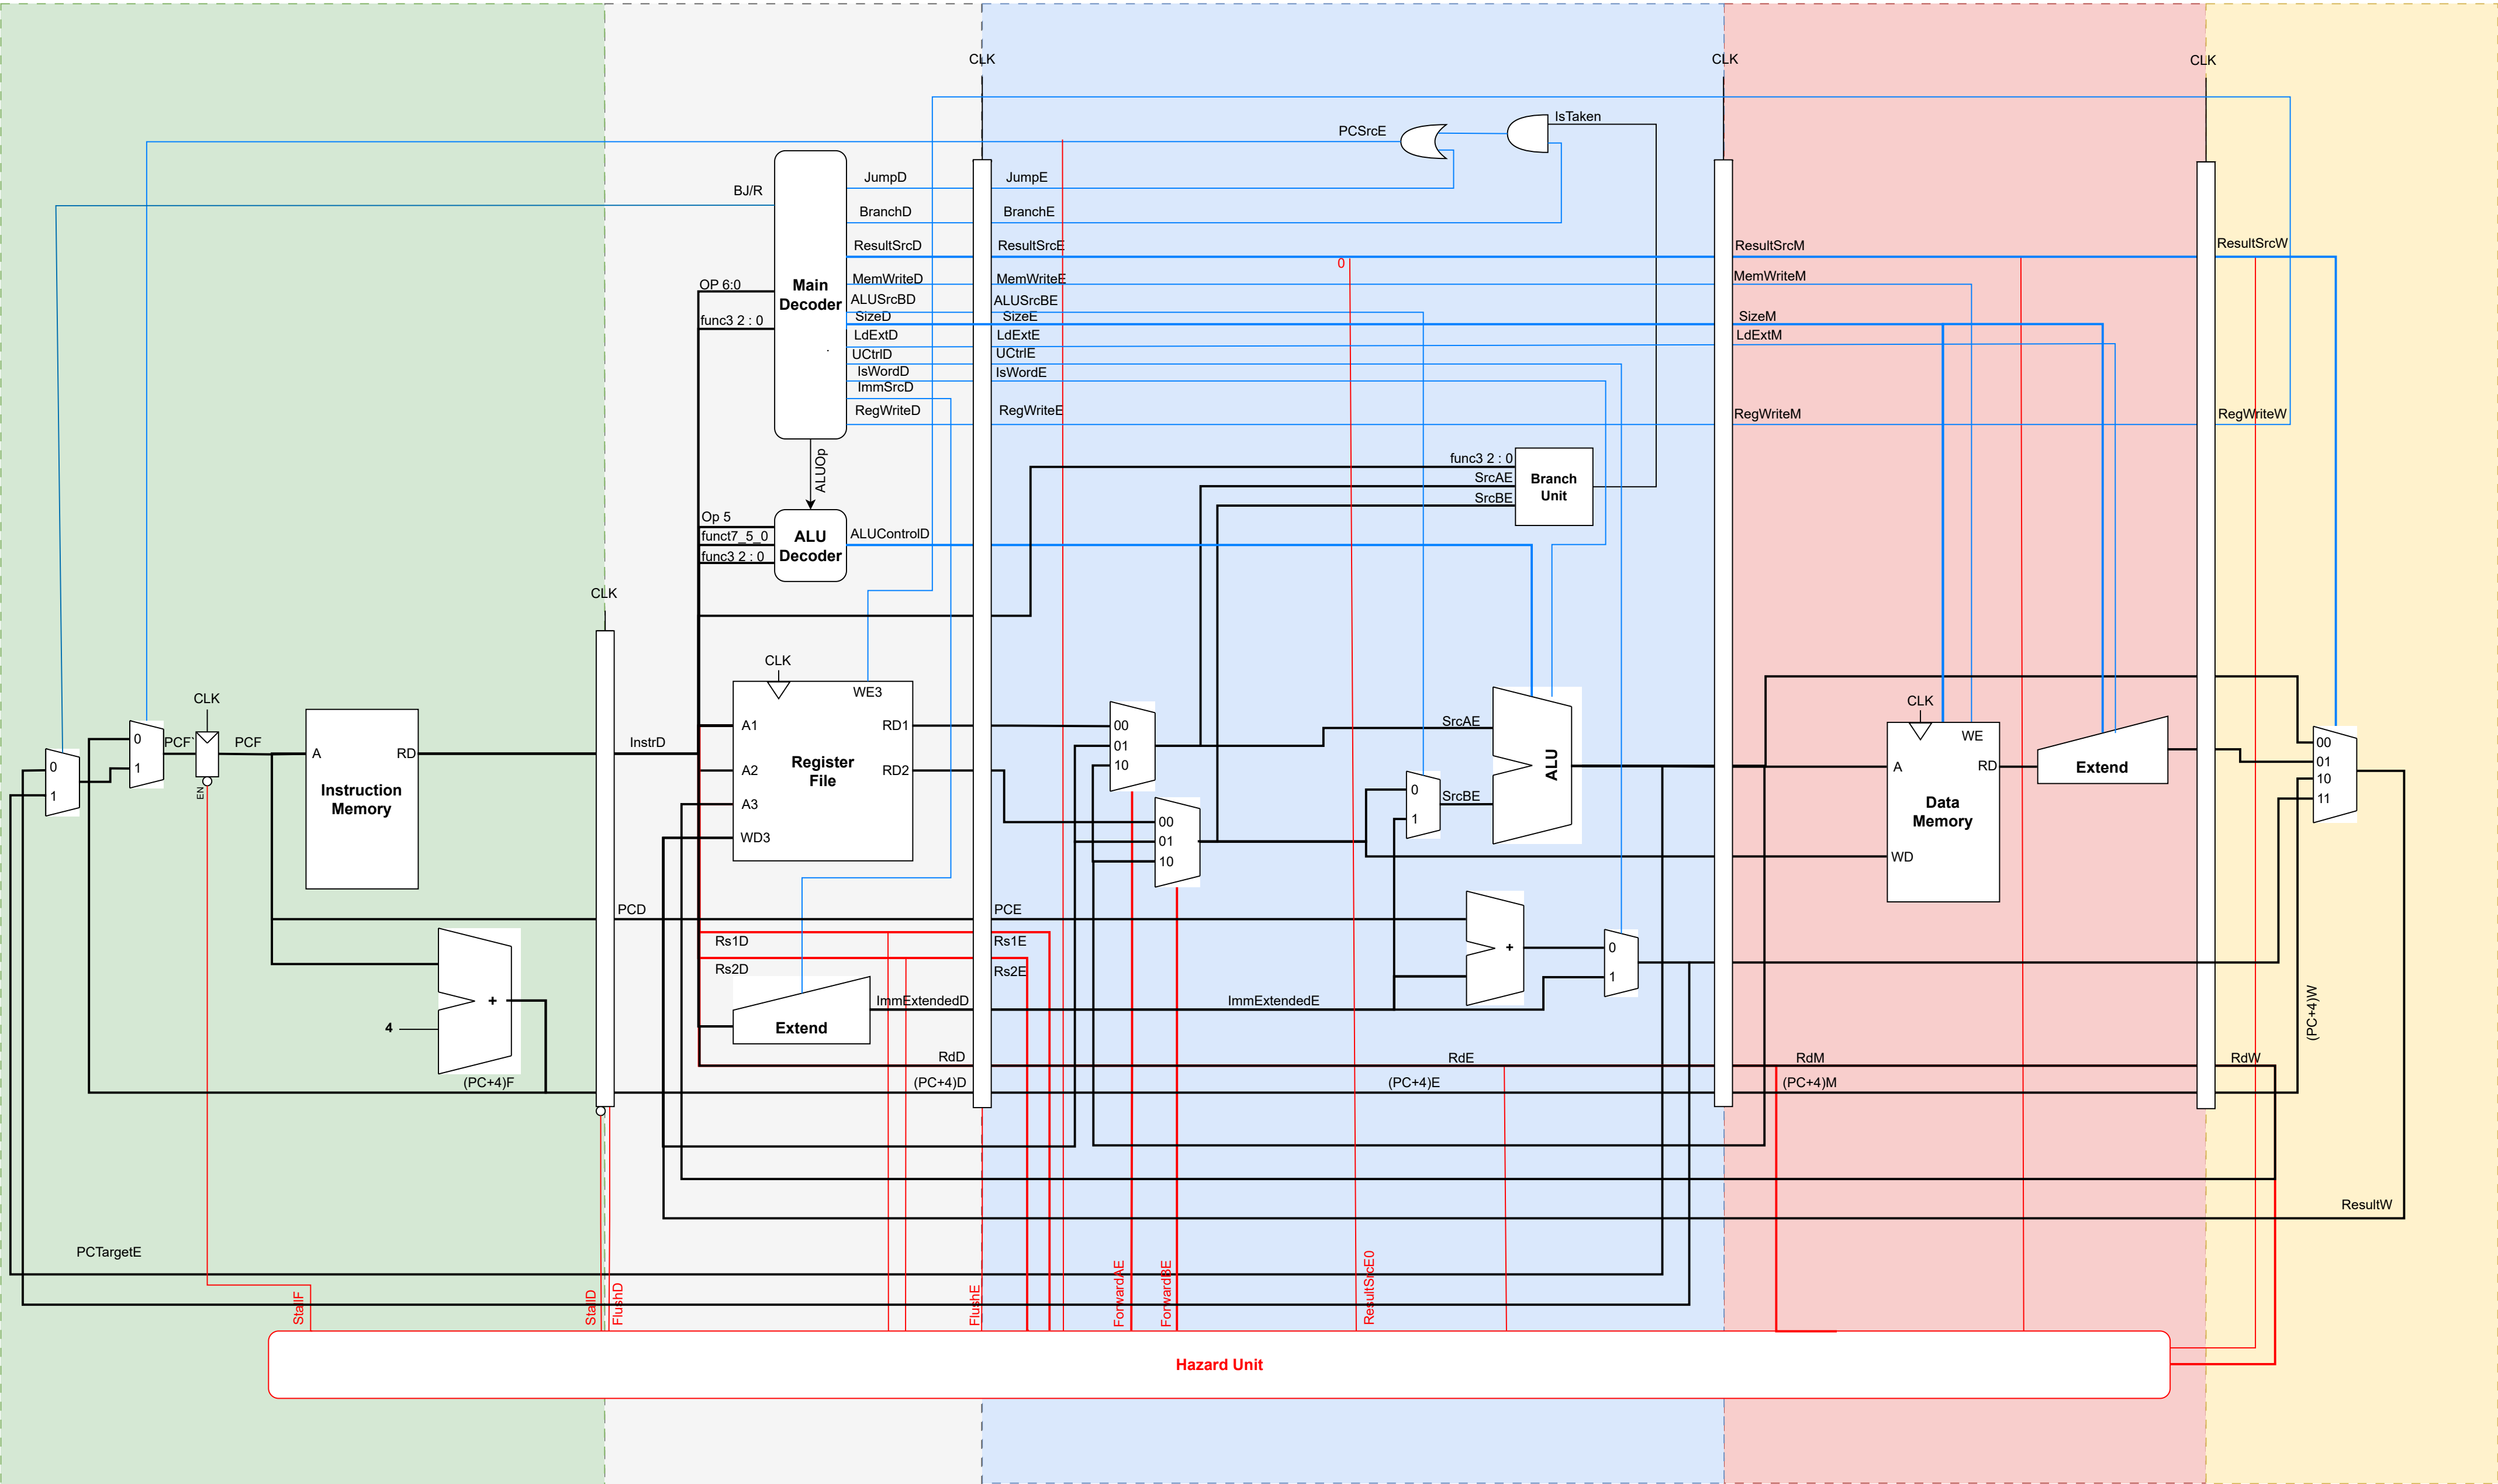 CLK
CLK
CLK
IsTaken
PCSrcE
JumpD
JumpE
BJ/R
BranchD
BranchE
ResultSrcD
ResultSrcE
ResultSrcM
ResultSrcW
0
MemWriteD
MemWriteE
MemWriteM
OP 6:0
Main
Decoder
ALUSrcBD
ALUSrcBE
SizeD
SizeE
SizeM
func3 2 : 0
LdExtD
LdExtE
LdExtM
UCtrlD
UCtrlE
IsWordD
IsWordE
ImmSrcD
RegWriteD
RegWriteE
RegWriteM
RegWriteW
ALUOp
func3 2 : 0
SrcAE
SrcBE
Branch
Unit
Op 5
funct7_5_0
func3 2 : 0
ALU
Decoder
ALUControlD
CLK
CLK
WE3
A1
RD1
A2
RD2
A3
WD3
Register
File
CLK
PCF`
PCF
EN
0
1
0
1
A
RD
Instruction
Memory
InstrD
00
01
10
00
01
10
SrcAE
SrcBE
0
1
ALU
CLK
WE
A
RD
WD
Data
Memory
Extend
00
01
10
11
PCD
PCE
Rs1D
Rs1E
Rs2D
Rs2E
+
0
1
+
4
Extend
ImmExtendedD
ImmExtendedE
(PC+4)W
RdD
RdE
RdM
RdW
(PC+4)F
(PC+4)D
(PC+4)E
(PC+4)M
ResultW
PCTargetE
StallF
StallD
FlushD
FlushE
ForwardAE
ForwardBE
ResultSrcE0
Hazard Unit